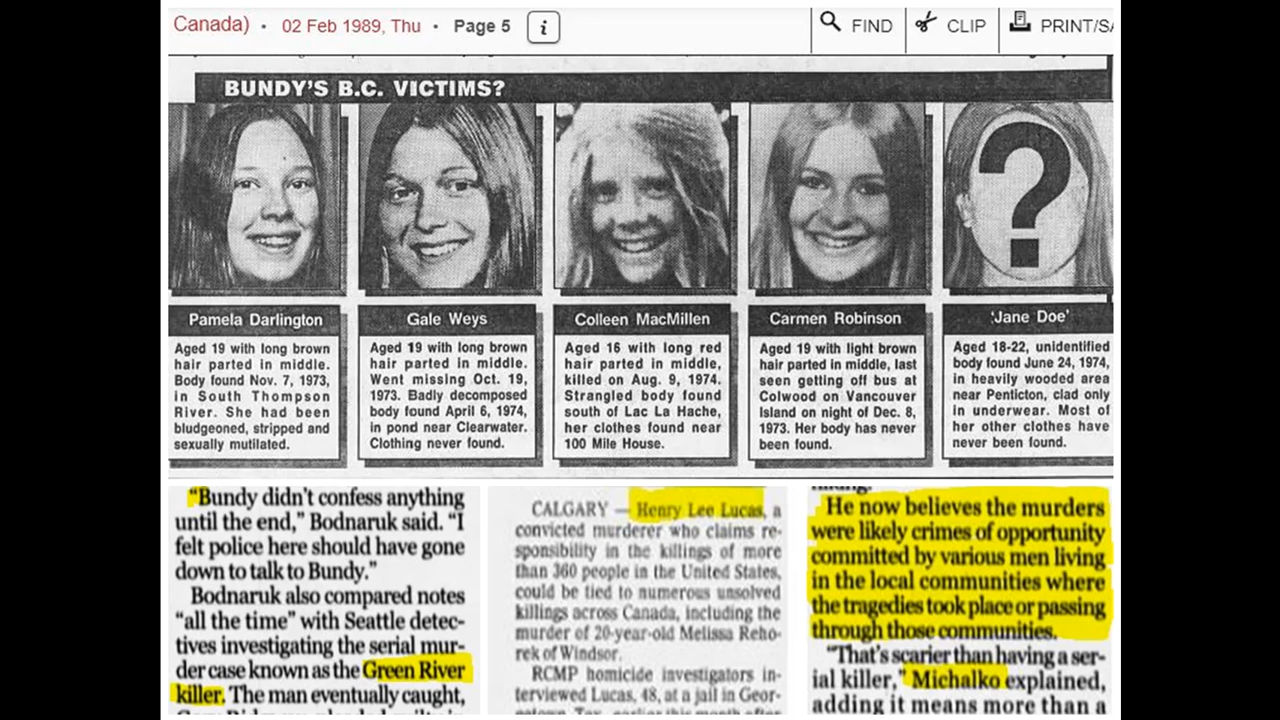 Canada) · 02 Feb 1989, Thu · Page 5 i FIND CLIP PRINT/SA
BUNDY'S B.C. VICTIMS?
?
Pamela Darlington
Aged 19 with long brown
hair parted in middle.
Body found Nov. 7, 1973,
in South Thompson
River. She had been
bludgeoned, stripped and
sexually mutilated.
Gale Weys
Aged 19 with long brown
hair parted in middle.
Went missing Oct. 19,
1973. Badly decomposed
body found April 6, 1974,
in pond near Clearwater.
Clothing never found.
Colleen MacMillen
Aged 16 with long red
hair parted in middle,
killed on Aug. 9, 1974.
Strangled body found
south of Lac La Hache,
her clothes found near
100 Mile House.
Carmen Robinson
Aged 19 with light brown
hair parted in middle, last
seen getting off bus at
Colwood on Vancouver
Island on night of Dec. 8,
1973. Her body has never
been found.
'Jane Doe'
Aged 18-22, unidentified
body found June 24, 1974,
in heavily wooded area
near Penticton, clad only
in underwear. Most of
her other clothes have
never been found.
"Bundy didn't confess anything
until the end," Bodnaruk said. "I
felt police here should have gone
down to talk to Bundy."
Bodnaruk also compared notes
"all the time" with Seattle detec-
tives investigating the serial mur-
der case known as the Green River
killer. The man eventually caught,
CALGARY — Henry Lee Lucas, a
convicted murderer who claims re-
sponsibility in the killings of more
than 360 people in the United States,
could be tied to numerous unsolved
killings across Canada, including the
murder of 20-year-old Melissa Reho-
rek of Windsor.
RCMP homicide investigators in-
terviewed Lucas, 48, at a jail in Geor-
He now believes the murders
were likely crimes of opportunity
committed by various men living
in the local communities where
the tragedies took place or passing
through those communities.
"That's scarier than having a ser-
ial killer," Michalko explained,
adding it means more than a